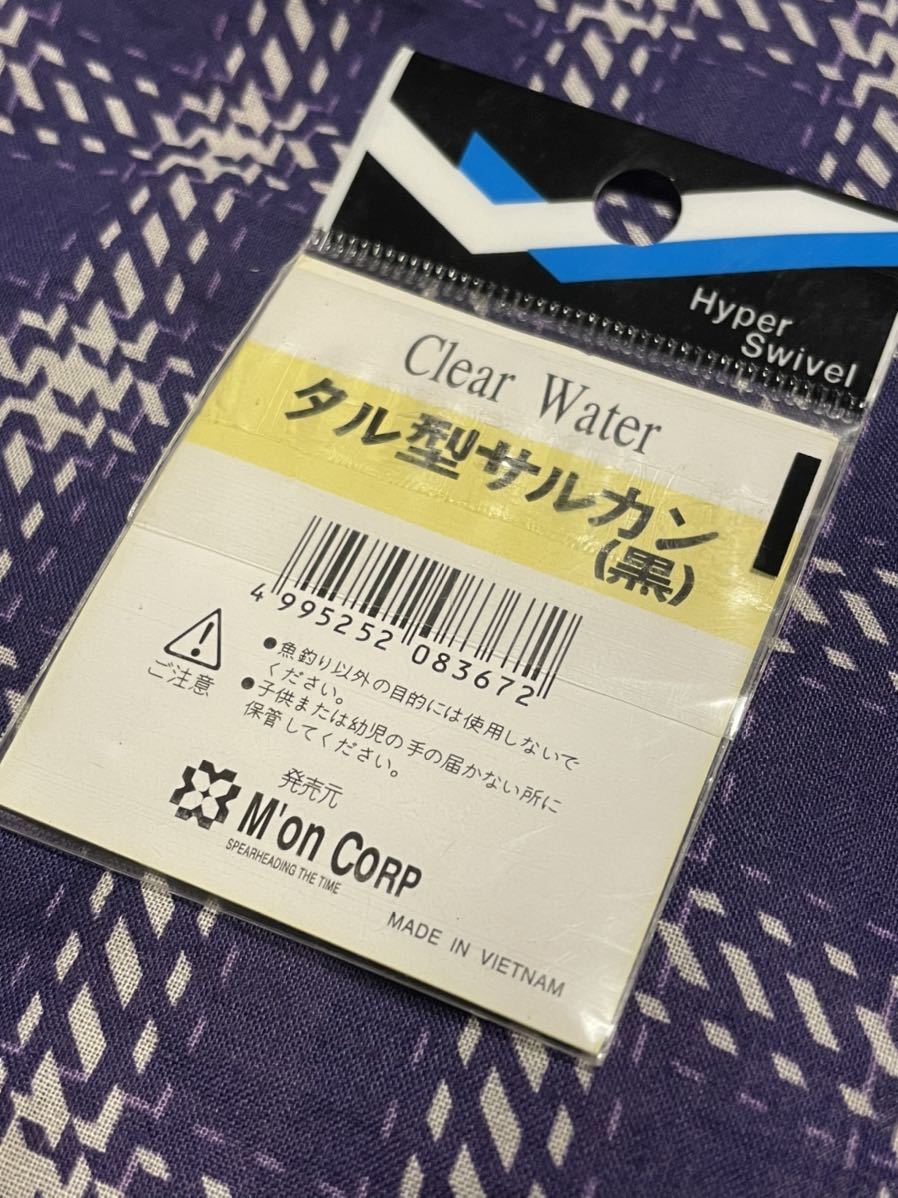 Hyper
Swivel
Clear Water
タル型サルカン
(黒)
4 995252 083672
ご注意
●魚釣り以外の目的には使用しないで
ください。
●子供または幼児の手の届かない所に
保管してください。
発売元
M'on CORP
SPEARHEADING THE TIME
MADE IN VIETNAM